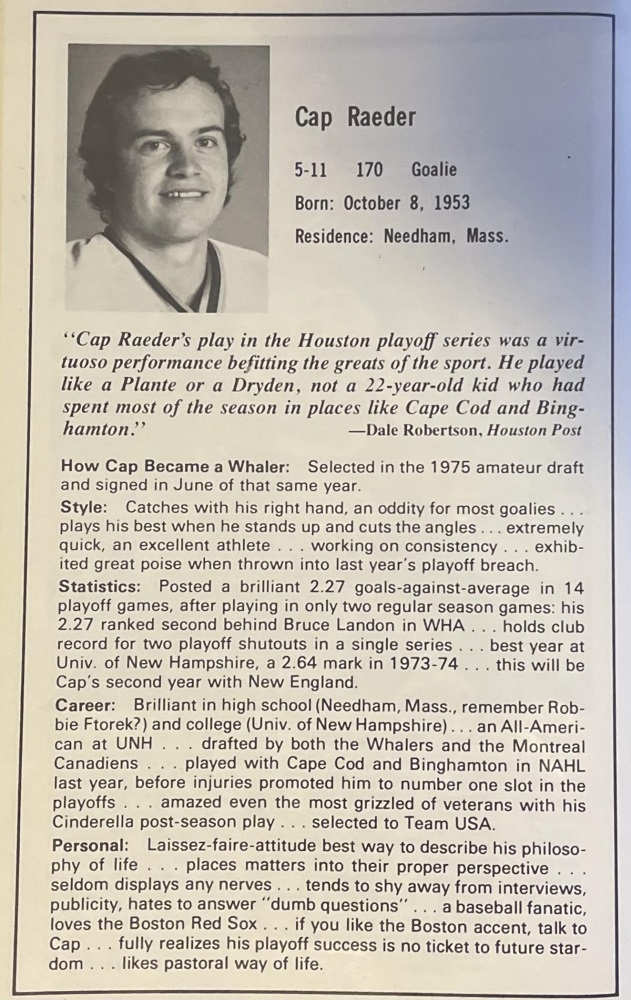 Cap Raeder
5-11 170 Goalie
Born: October 8, 1953
Residence: Needham, Mass.
‘‘Cap Raeder's play in the Houston playoff series was a vir-
tuoso performance befitting the greats of the sport. He played
like a Plante or a Dryden, not a 22-year-old kid who had
spent most of the season in places like Cape Cod and Bing-
hamton.’’ —Dale Robertson, Houston Post
How Cap Became a Whaler: Selected in the 1975 amateur draft
and signed in June of that same year.
Style: Catches with his right hand, an oddity for most goalies . . .
plays his best when he stands up and cuts the angles . . . extremely
quick, an excellent athlete . . . working on consistency . . . exhib-
ited great poise when thrown into last year's playoff breach.
Statistics: Posted a brilliant 2.27 goals-against-average in 14
playoff games, after playing in only two regular season games: his
2.27 ranked second behind Bruce Landon in WHA . . . holds club
record for two playoff shutouts in a single series . . . best year at
Univ. of New Hampshire, a 2.64 mark in 1973-74 . . . this will be
Cap's second year with New England.
Career: Brilliant in high school (Needham, Mass., remember Rob-
bie Ftorek?) and college (Univ. of New Hampshire) . . . an All-Ameri-
can at UNH . . . drafted by both the Whalers and the Montreal
Canadiens . . . played with Cape Cod and Binghamton in NAHL
last year, before injuries promoted him to number one slot in the
playoffs . . . amazed even the most grizzled of veterans with his
Cinderella post-season play . . . selected to Team USA.
Personal: Laissez-faire-attitude best way to describe his philoso-
phy of life . . . places matters into their proper perspective . . .
seldom displays any nerves . . . tends to shy away from interviews,
publicity, hates to answer "dumb questions" . . . a baseball fanatic,
loves the Boston Red Sox . . . if you like the Boston accent, talk to
Cap . . . fully realizes his playoff success is no ticket to future star-
dom . . . likes pastoral way of life.